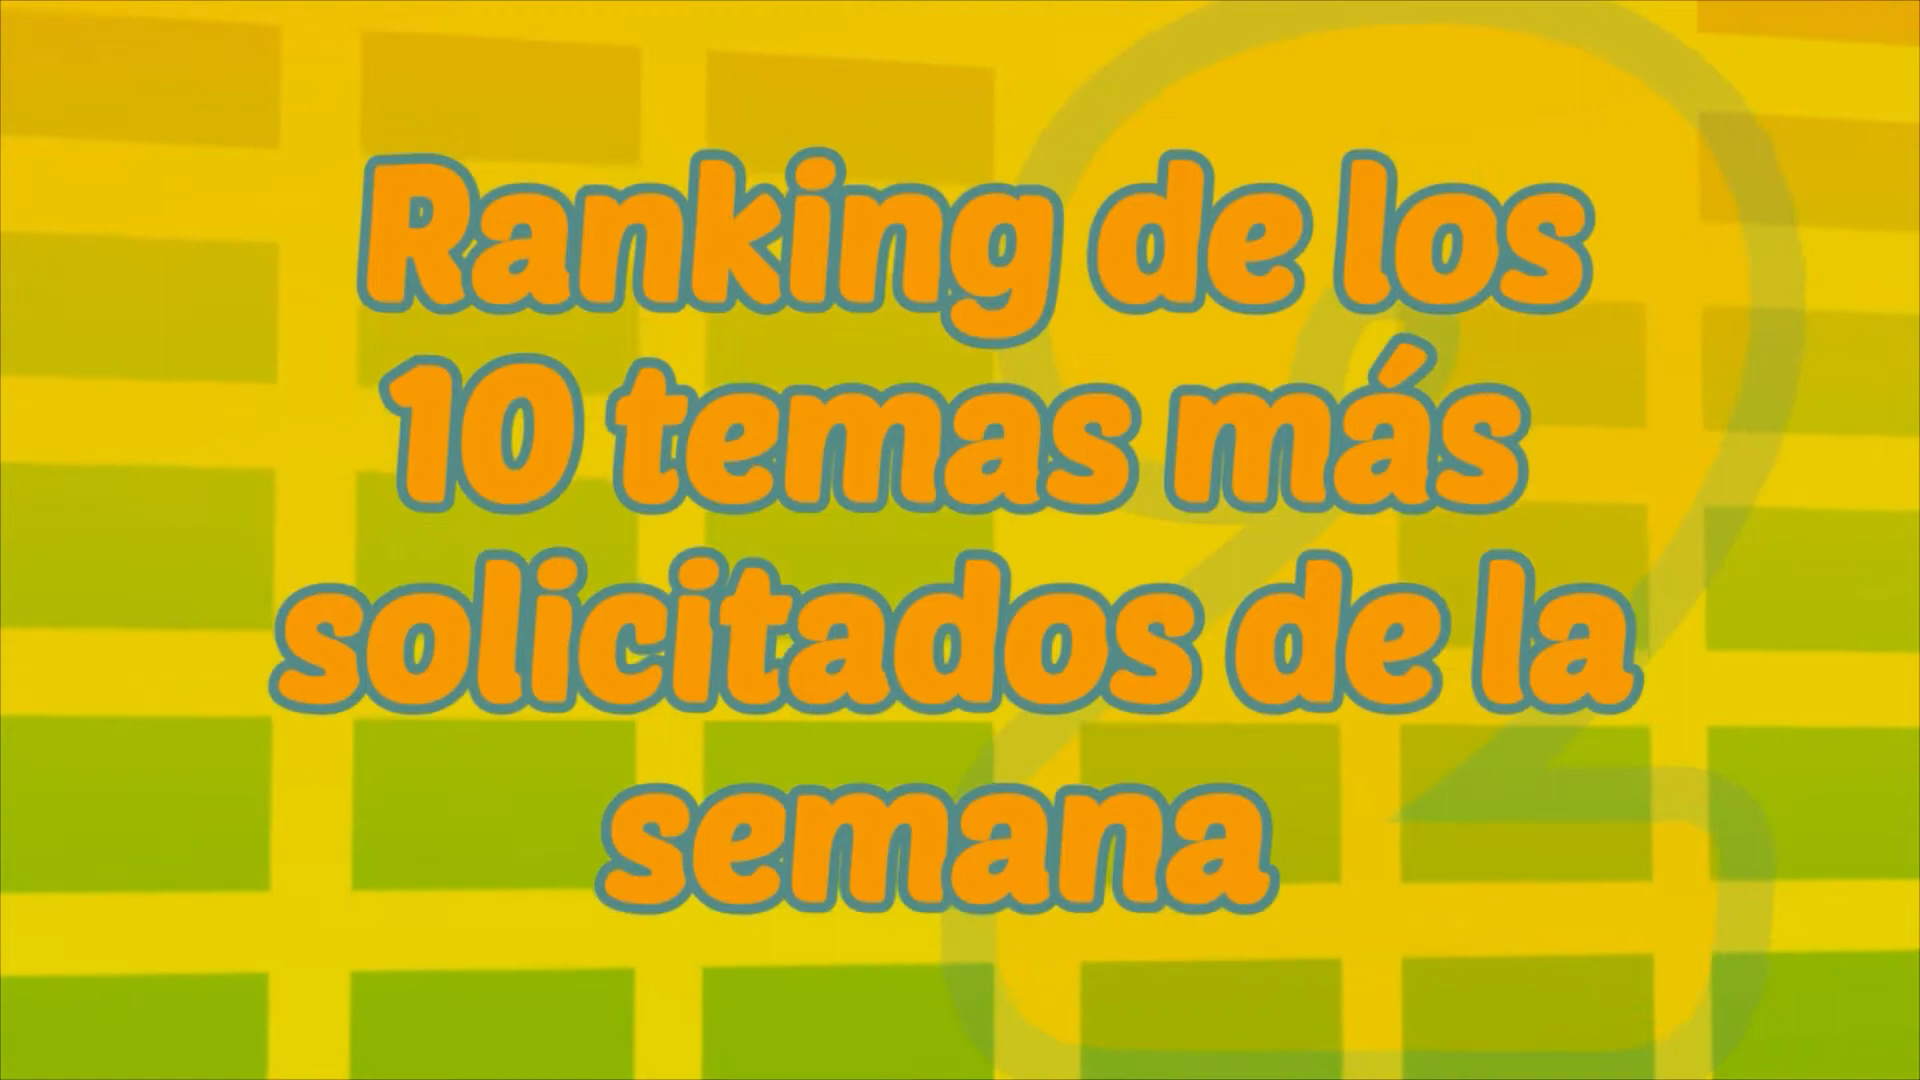 Ranking de los
10 temas más
solicitados de la
semana